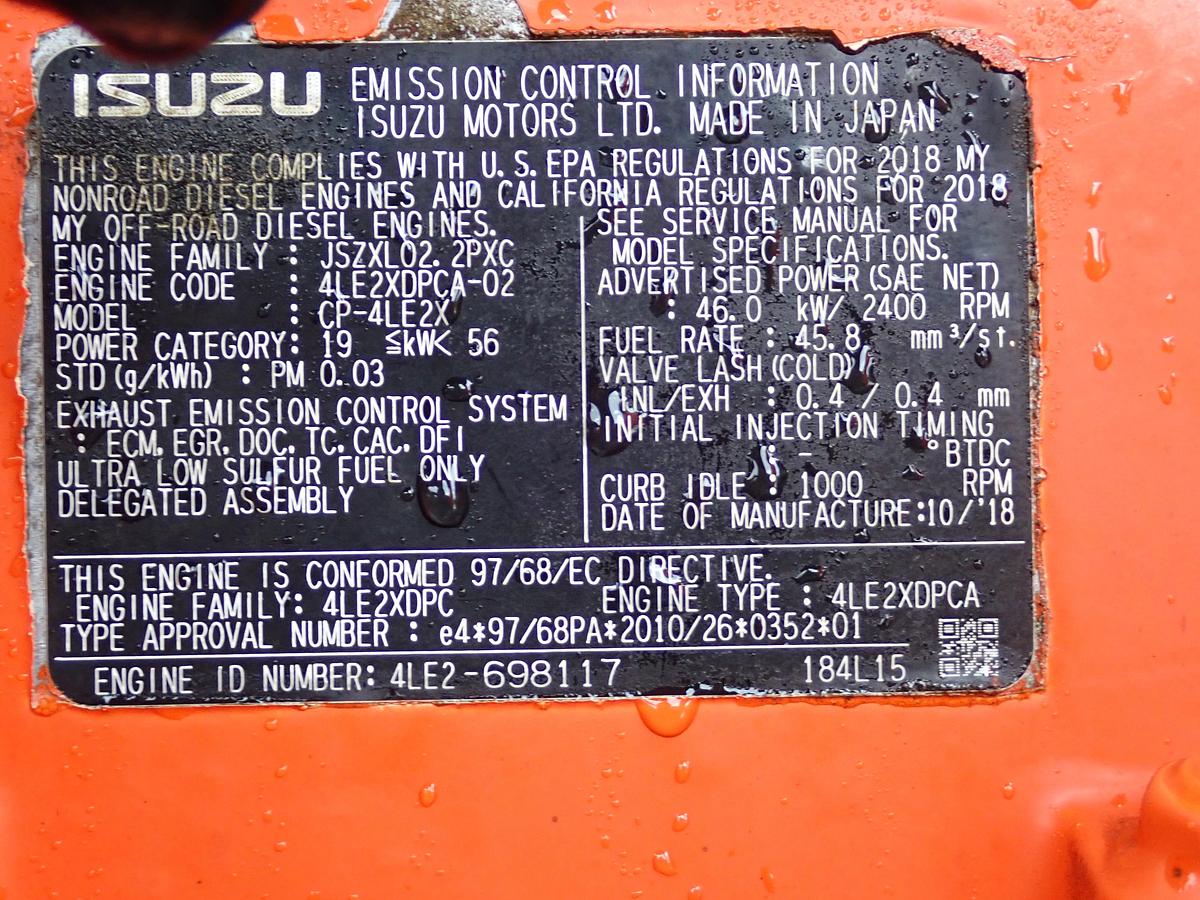 ISUZU EMISSION CONTROL INFORMATION
ISUZU MOTORS LTD. MADE IN JAPAN
THIS ENGINE COMPLIES WITH U.S. EPA REGULATIONS FOR 2018 MY
NONROAD DIESEL ENGINES AND CALIFORNIA REGULATIONS FOR 2018
MY OFF-ROAD DIESEL ENGINES.
ENGINE FAMILY : JSZXL02.2PXC
ENGINE CODE : 4LE2XDPCA-02
MODEL : CP-4LE2X
POWER CATEGORY: 19 ≦kW< 56
STD (g/kWh) : PM 0.03
EXHAUST EMISSION CONTROL SYSTEM
: ECM, EGR, DOC, TC, CAC, DFI
ULTRA LOW SULFUR FUEL ONLY
DELEGATED ASSEMBLY
SEE SERVICE MANUAL FOR
MODEL SPECIFICATIONS.
ADVERTISED POWER (SAE NET)
: 46.0 kW/ 2400 RPM
FUEL RATE : 45.8 mm³/st.
VALVE LASH (COLD)
INL/EXH : 0.4 / 0.4 mm
INITIAL INJECTION TIMING
: - °BTDC
CURB IDLE : 1000 RPM
DATE OF MANUFACTURE:10/'18
THIS ENGINE IS CONFORMED 97/68/EC DIRECTIVE.
ENGINE FAMILY: 4LE2XDPC ENGINE TYPE : 4LE2XDPCA
TYPE APPROVAL NUMBER : e4*97/68PA*2010/26*0352*01
ENGINE ID NUMBER: 4LE2-698117 184L15